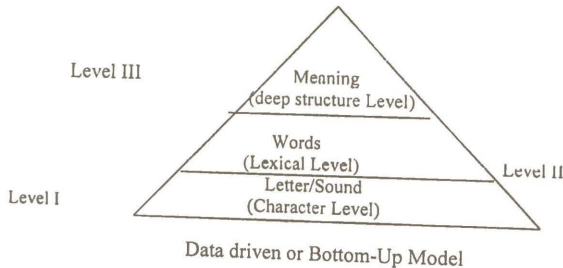 Level III
Meaning
(deep structure Level)
Words
(Lexical Level)
Level II
Letter/Sound
(Character Level)
Level I
Data driven or Bottom-Up Model